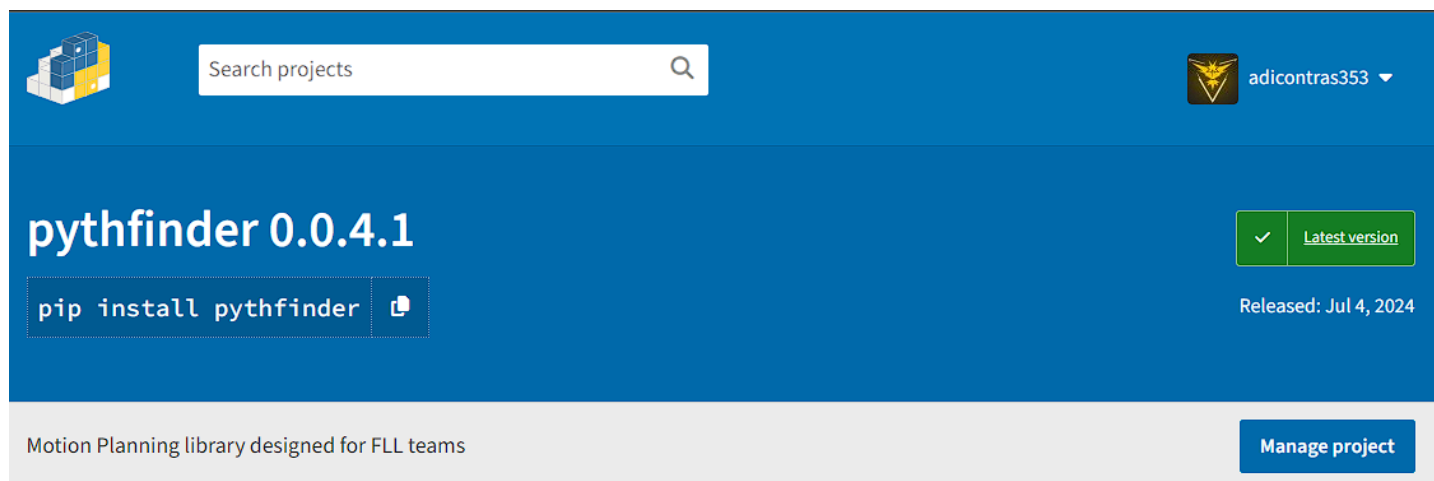 Search projects
adicontras353
pythfinder 0.0.4.1
Latest version
pip install pythfinder
Released: Jul 4, 2024
Motion Planning library designed for FLL teams
Manage project